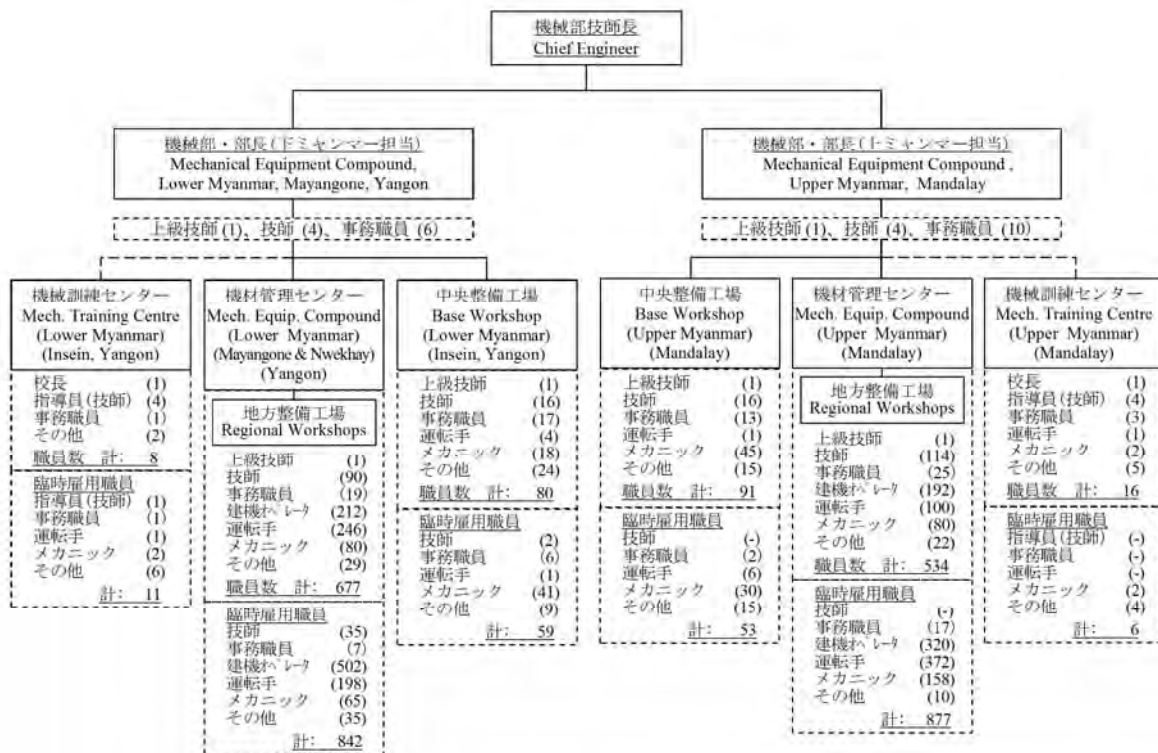 機械部技師長
Chief Engineer
機械部・部長(下ミャンマー担当)
Mechanical Equipment Compound,
Lower Myanmar, Mayangone, Yangon
上級技師(1)、技師 (4)、事務職員 (6)
機械部・部長(上ミャンマー担当)
Mechanical Equipment Compound ,
Upper Myanmar, Mandalay
上級技師(1)、技師 (4)、事務職員 (10)
機械訓練センター
Mech. Training Centre
(Lower Myanmar)
(Insein, Yangon)
校長 (1)
指導員(技師) (4)
事務職員 (1)
その他 (2)
職員数 計: 8
臨時雇用職員
指導員(技師) (1)
事務職員 (1)
運転手 (1)
メカニック (2)
その他 (6)
計: 11
機材管理センター
Mech. Equip. Compound
(Lower Myanmar)
(Mayangone & Nwekhay)
(Yangon)
地方整備工場
Regional Workshops
上級技師 (1)
技師 (90)
事務職員 (19)
建機オペレータ (212)
運転手 (246)
メカニック (80)
その他 (29)
職員数 計: 677
臨時雇用職員
技師 (35)
事務職員 (7)
建機オペレータ (502)
運転手 (198)
メカニック (65)
その他 (35)
計: 842
中央整備工場
Base Workshop
(Lower Myanmar)
(Insein, Yangon)
上級技師 (1)
技師 (16)
事務職員 (17)
運転手 (4)
メカニック (18)
その他 (24)
職員数 計: 80
臨時雇用職員
技師 (2)
事務職員 (6)
運転手 (1)
メカニック (41)
その他 (9)
計: 59
中央整備工場
Base Workshop
(Upper Myanmar)
(Mandalay)
上級技師 (1)
技師 (16)
事務職員 (13)
運転手 (1)
メカニック (45)
その他 (15)
職員数 計: 91
臨時雇用職員
技師 (-)
事務職員 (2)
運転手 (6)
メカニック (30)
その他 (15)
計: 53
機材管理センター
Mech. Equip. Compound
(Upper Myanmar)
(Mandalay)
地方整備工場
Regional Workshops
上級技師 (1)
技師 (114)
事務職員 (25)
建機オペレータ (192)
運転手 (100)
メカニック (80)
その他 (22)
職員数 計: 534
臨時雇用職員
技師 (-)
事務職員 (17)
建機オペレータ (320)
運転手 (372)
メカニック (158)
その他 (10)
計: 877
機械訓練センター
Mech. Training Centre
(Upper Myanmar)
(Mandalay)
校長 (1)
指導員(技師) (4)
事務職員 (3)
運転手 (1)
メカニック (2)
その他 (5)
職員数 計: 16
臨時雇用職員
指導員(技師) (-)
事務職員 (-)
運転手 (-)
メカニック (2)
その他 (4)
計: 6